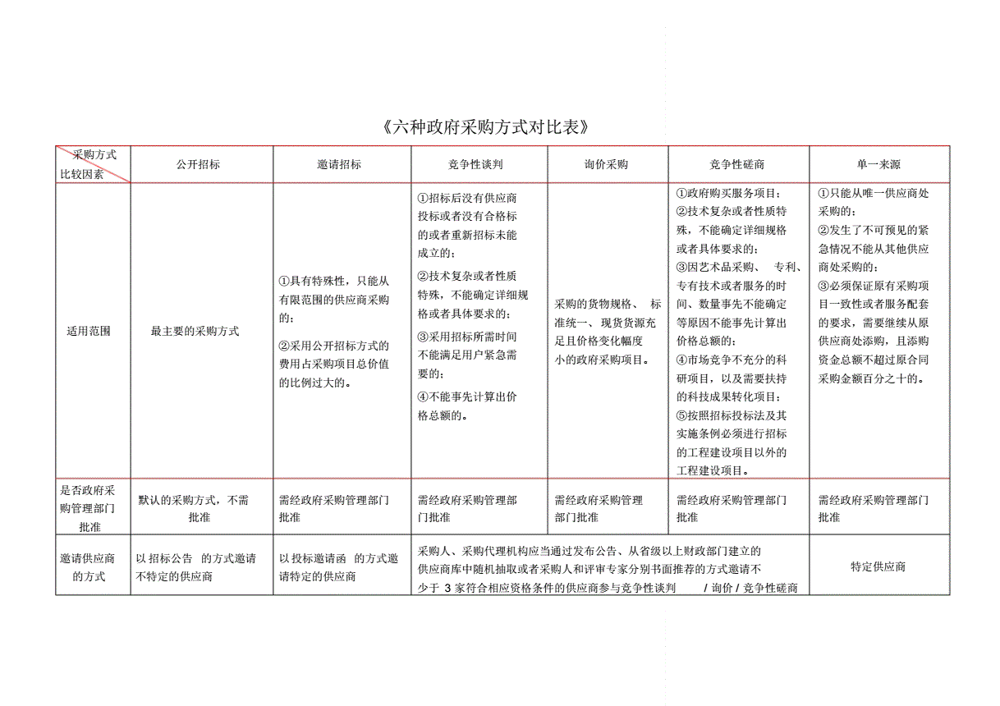 《六种政府采购方式对比表》
采购方式
比较因素
公开招标
邀请招标
竞争性谈判
询价采购
竞争性磋商
单一来源
适用范围
最主要的采购方式
①具有特殊性，只能从
有限范围的供应商采购
的；
②采用公开招标方式的
费用占采购项目总价值
的比例过大的。
①招标后没有供应商
投标或者没有合格标
的或者重新招标未能
成立的；
②技术复杂或者性质
特殊，不能确定详细规
格或者具体要求的；
③采用招标所需时间
不能满足用户紧急需
要的；
④不能事先计算出价
格总额的。
采购的货物规格、 标
准统一、 现货货源充
足且价格变化幅度
小的政府采购项目。
①政府购买服务项目；
②技术复杂或者性质特
殊，不能确定详细规格
或者具体要求的；
③因艺术品采购、 专利、
专有技术或者服务的时
间、数量事先不能确定
等原因不能事先计算出
价格总额的；
④市场竞争不充分的科
研项目，以及需要扶持
的科技成果转化项目；
⑤按照招标投标法及其
实施条例必须进行招标
的工程建设项目以外的
工程建设项目。
①只能从唯一供应商处
采购的；
②发生了不可预见的紧
急情况不能从其他供应
商处采购的；
③必须保证原有采购项
目一致性或者服务配套
的要求，需要继续从原
供应商处添购，且添购
资金总额不超过原合同
采购金额百分之十的。
是否政府采
购管理部门
批准
默认的采购方式，不需
批准
需经政府采购管理部门
批准
需经政府采购管理部
门批准
需经政府采购管理
部门批准
需经政府采购管理部门
批准
需经政府采购管理部门
批准
邀请供应商
的方式
以 招标公告 的方式邀请
不特定的供应商
以 投标邀请函 的方式邀
请特定的供应商
采购人、采购代理机构应当通过发布公告、从省级以上财政部门建立的
供应商库中随机抽取或者采购人和评审专家分别书面推荐的方式邀请不
少于 3 家符合相应资格条件的供应商参与竞争性谈判 / 询价 / 竞争性磋商
特定供应商